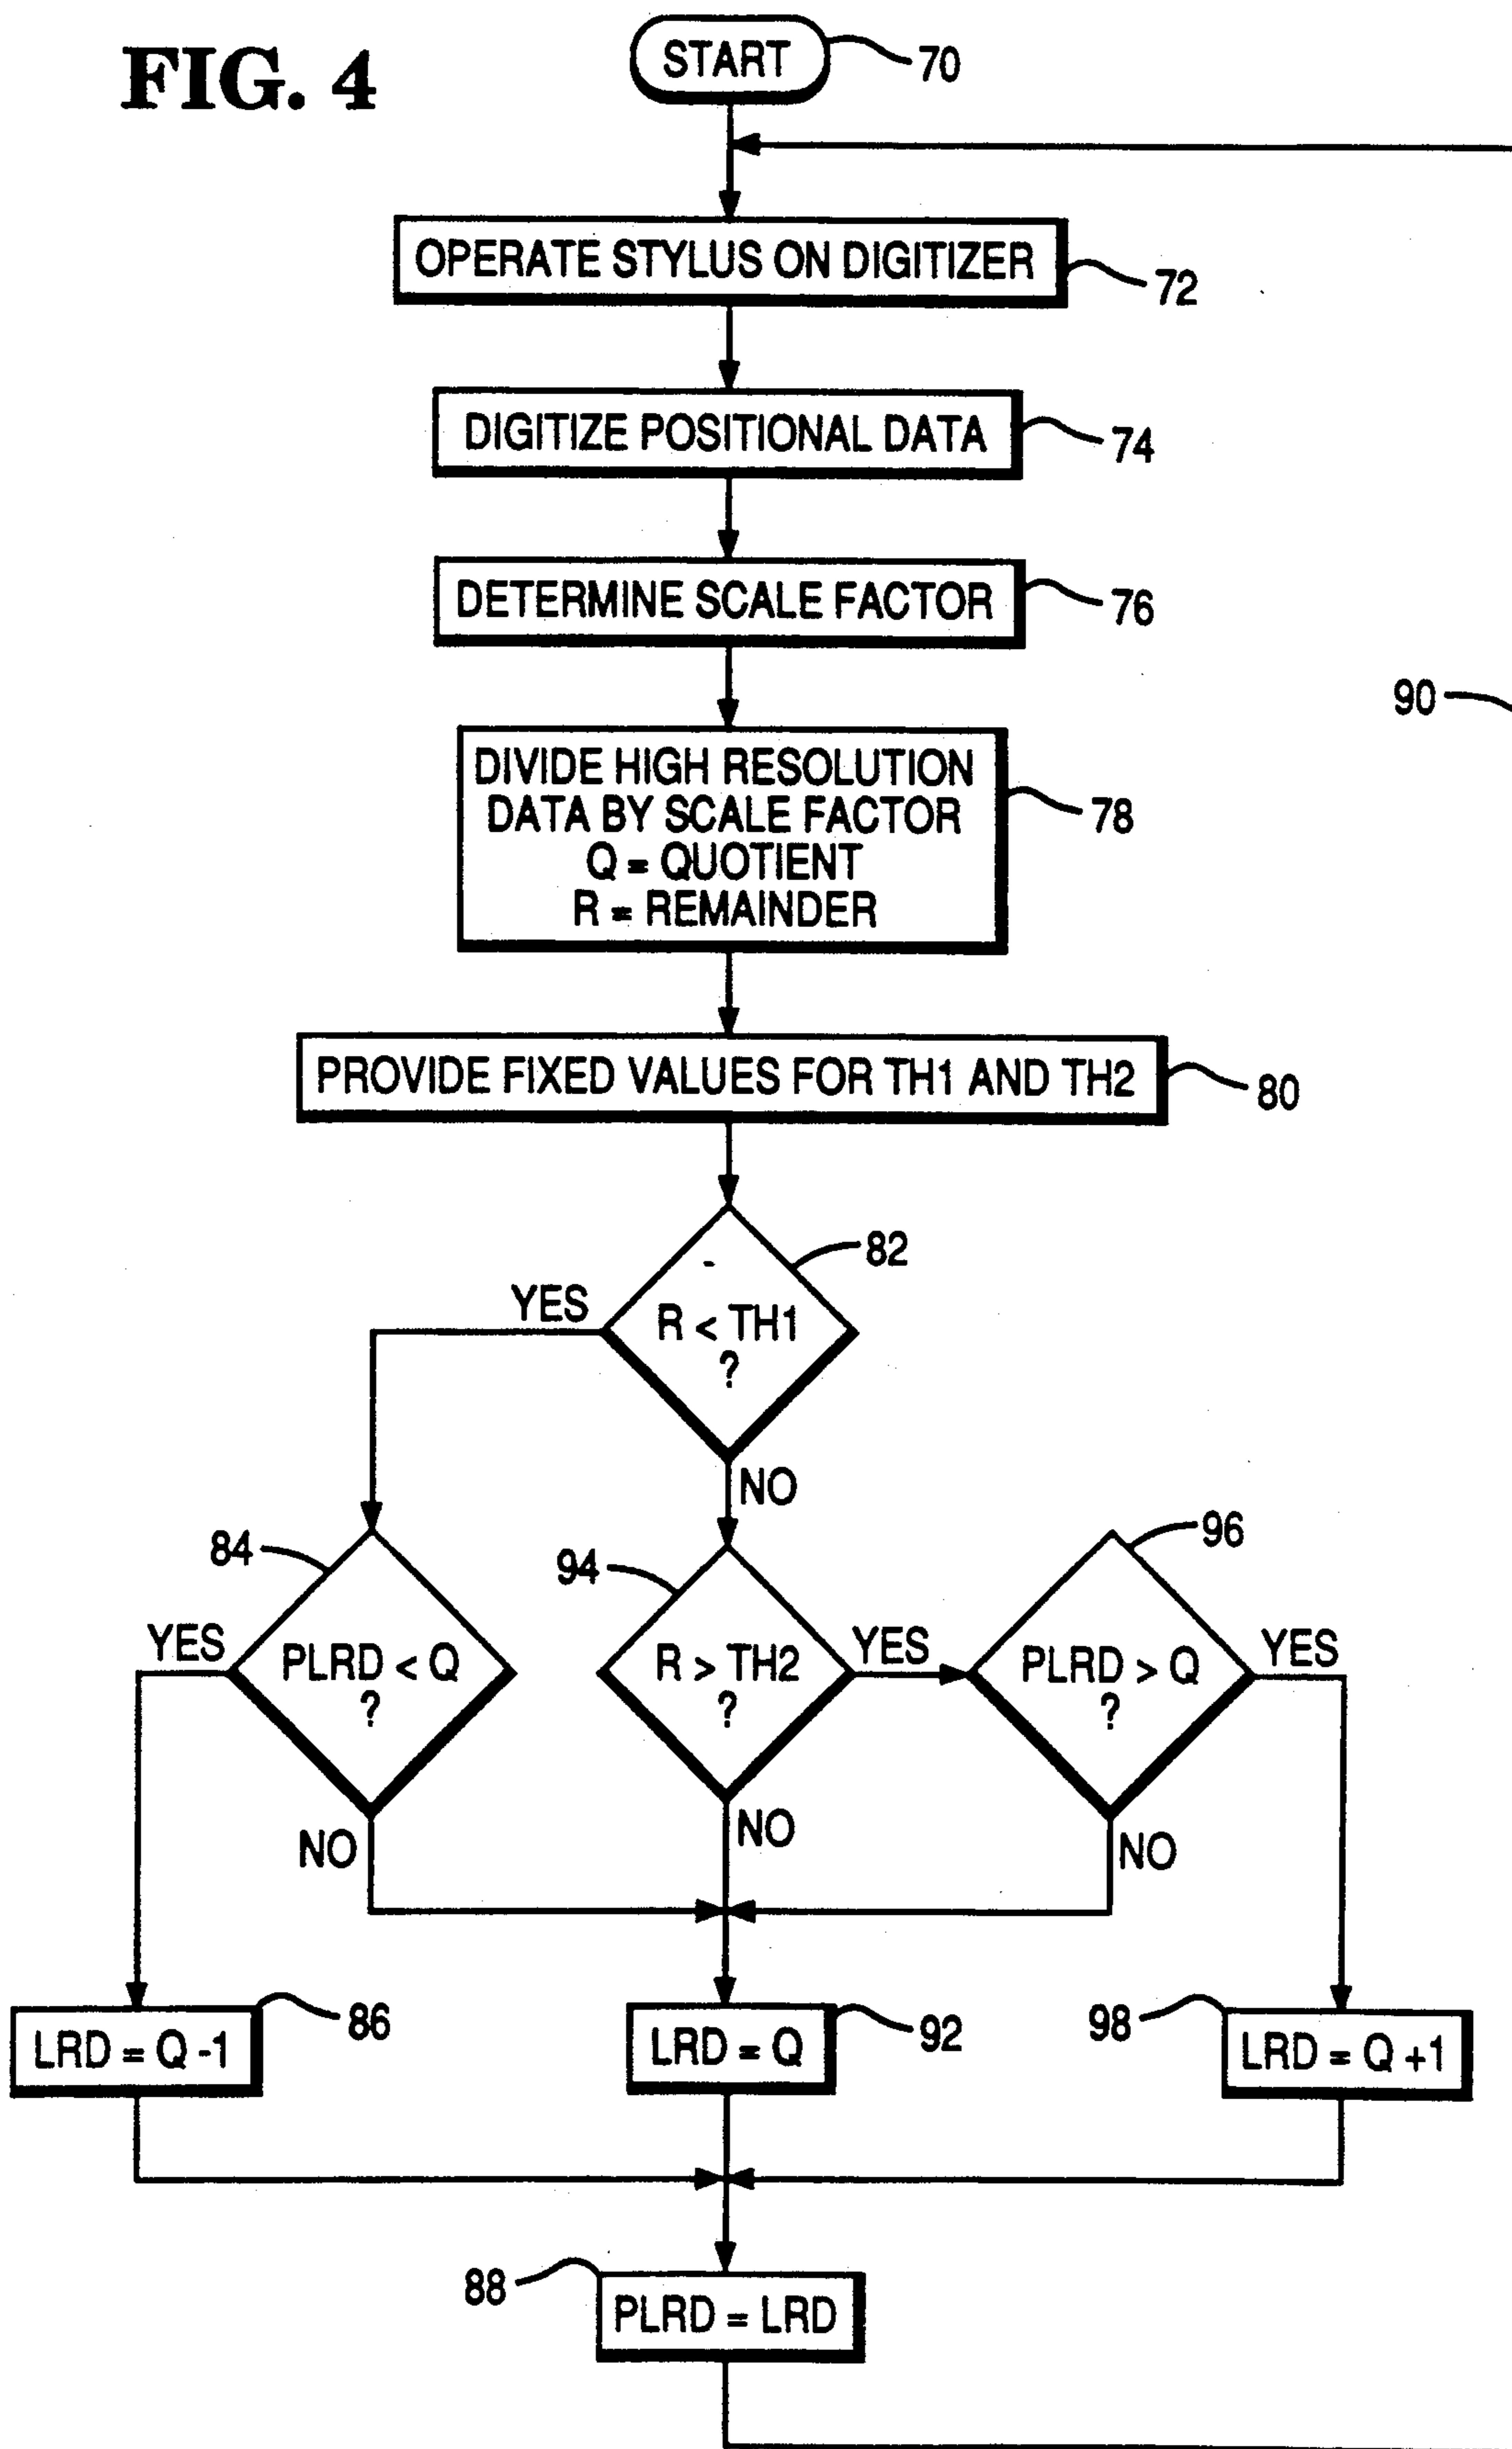 FIG. 4
START
70
OPERATE STYLUS ON DIGITIZER
72
DIGITIZE POSITIONAL DATA
74
DETERMINE SCALE FACTOR
76
90
DIVIDE HIGH RESOLUTION
DATA BY SCALE FACTOR
Q = QUOTIENT
R = REMAINDER
78
PROVIDE FIXED VALUES FOR TH1 AND TH2
80
82
YES
R < TH1
?
NO
84
94
96
YES
PLRD < Q
?
R > TH2
?
YES
PLRD > Q
?
YES
NO
NO
NO
LRD = Q -1
86
LRD = Q
92
98
LRD = Q +1
88
PLRD = LRD